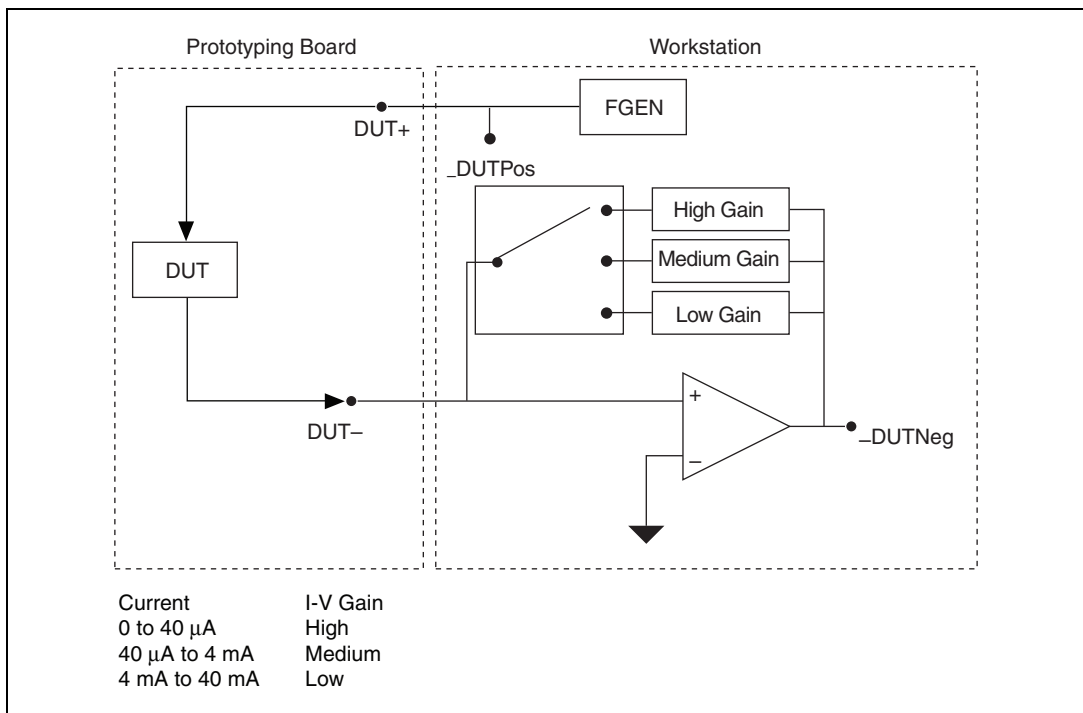 Prototyping Board
Workstation
FGEN
DUT+
_DUTPos
High Gain
DUT
Medium Gain
Low Gain
+
DUT–
–
_DUTNeg
Current I-V Gain
0 to 40 μA High
40 μA to 4 mA Medium
4 mA to 40 mA Low